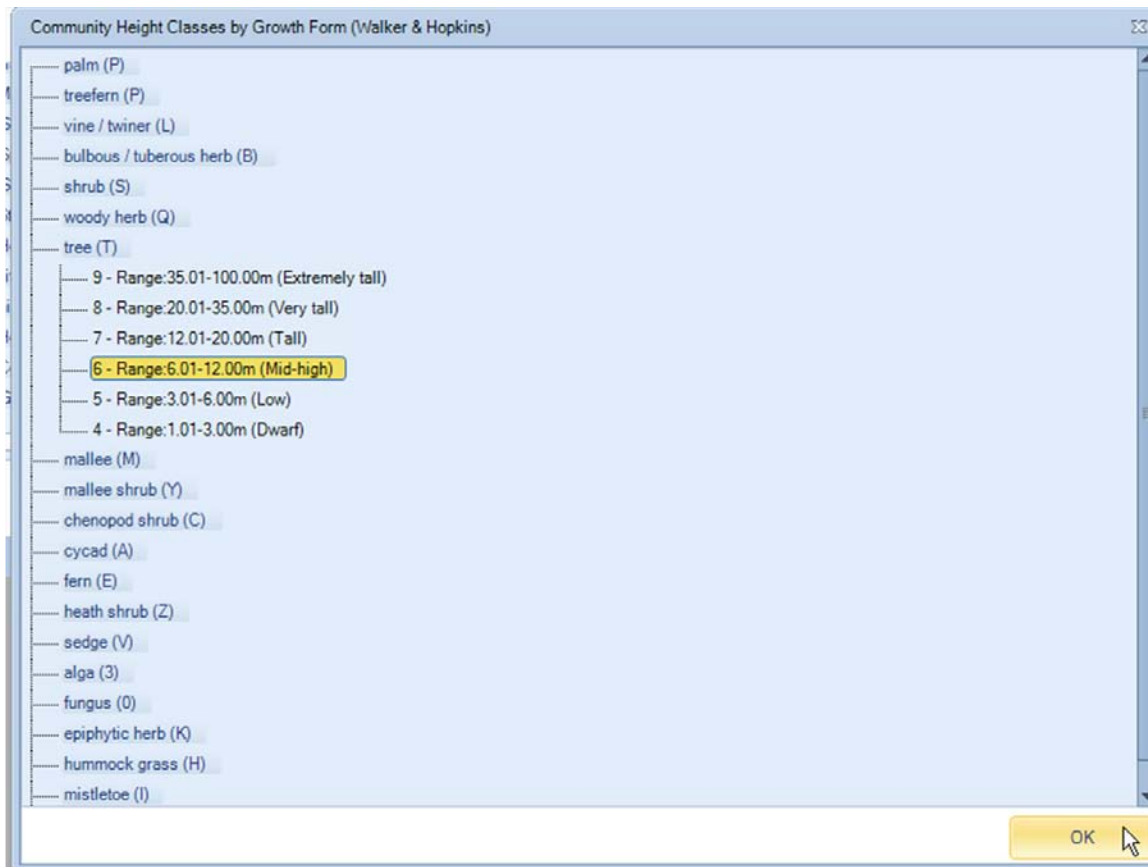 Community Height Classes by Growth Form (Walker & Hopkins)
palm (P)
treefern (P)
vine / twiner (L)
bulbous / tuberous herb (B)
shrub (S)
woody herb (Q)
tree (T)
9 - Range:35.01-100.00m (Extremely tall)
8 - Range:20.01-35.00m (Very tall)
7 - Range:12.01-20.00m (Tall)
6 - Range:6.01-12.00m (Mid-high)
5 - Range:3.01-6.00m (Low)
4 - Range:1.01-3.00m (Dwarf)
mallee (M)
mallee shrub (Y)
chenopod shrub (C)
cycad (A)
fern (E)
heath shrub (Z)
sedge (V)
alga (3)
fungus (0)
epiphytic herb (K)
hummock grass (H)
mistletoe (I)
OK